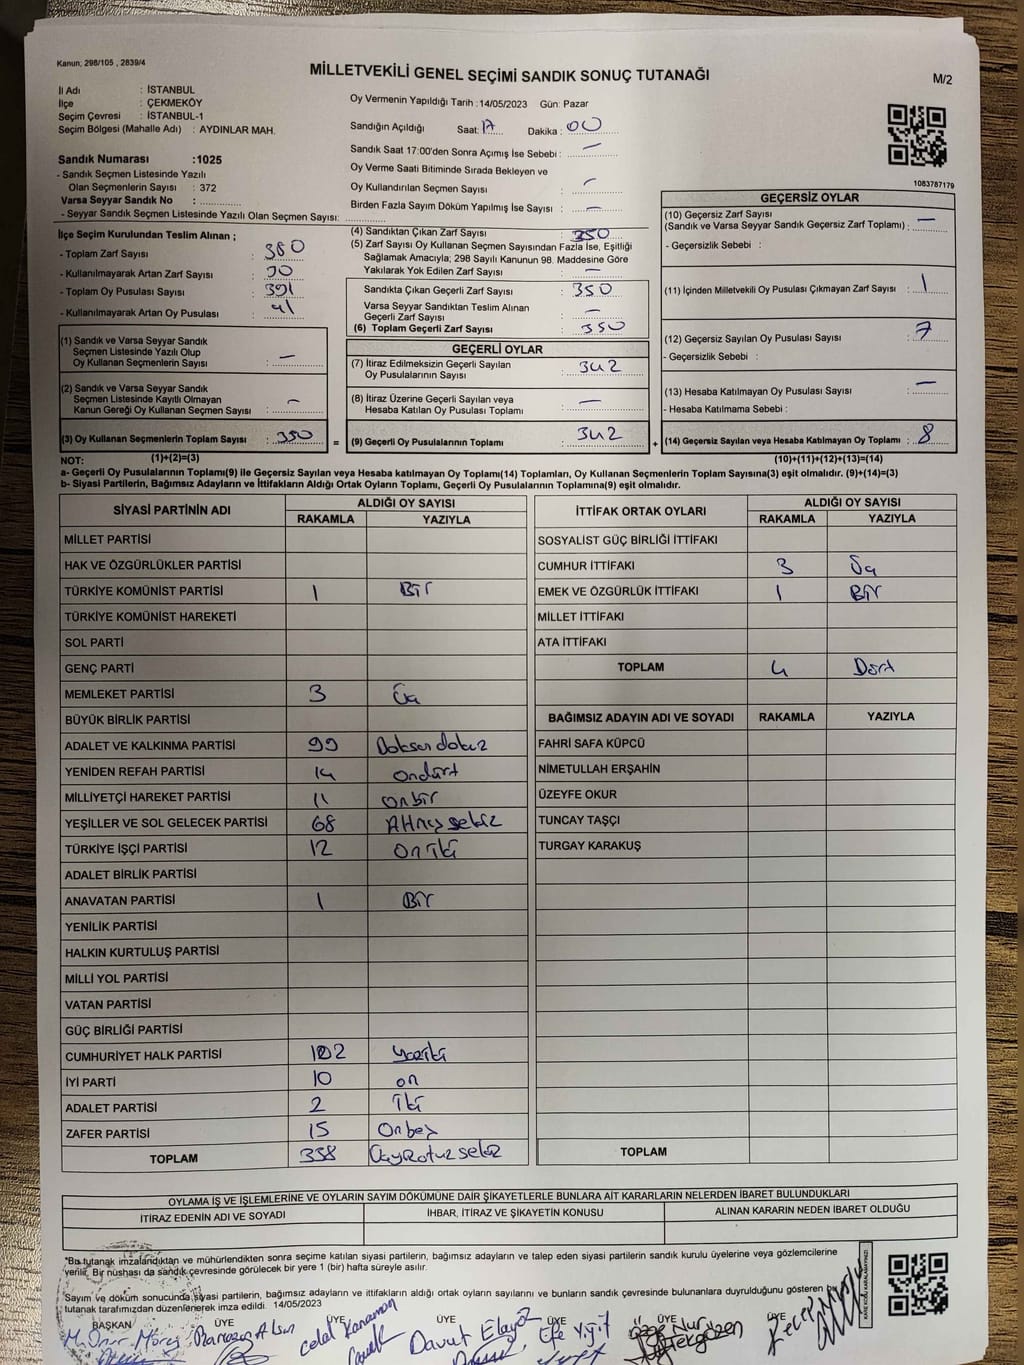 Kanun; 298/105 , 2839/4
MİLLETVEKİLİ GENEL SEÇİMİ SANDIK SONUÇ TUTANAĞI
M/2
İl Adı : İSTANBUL
İlçe : ÇEKMEKÖY
Seçim Çevresi : İSTANBUL-1
Seçim Bölgesi (Mahalle Adı) : AYDINLAR MAH.
Sandık Numarası :1025
- Sandık Seçmen Listesinde Yazılı
Olan Seçmenlerin Sayısı : 372
Varsa Seyyar Sandık No : ............
- Seyyar Sandık Seçmen Listesinde Yazılı Olan Seçmen Sayısı: ............
Oy Vermenin Yapıldığı Tarih :14/05/2023 Gün: Pazar
Sandığın Açıldığı Saat: 17 Dakika : 00
Sandık Saat 17:00'den Sonra Açımış İse Sebebi : —
Oy Verme Saati Bitiminde Sırada Bekleyen ve
Oy Kullandırılan Seçmen Sayısı : —
Birden Fazla Sayım Döküm Yapılmış İse Sayısı : —
1083787179
İlçe Seçim Kurulundan Teslim Alınan ;
- Toplam Zarf Sayısı : 380
- Kullanılmayarak Artan Zarf Sayısı : 30
- Toplam Oy Pusulası Sayısı : 391
- Kullanılmayarak Artan Oy Pusulası : 41
(1) Sandık ve Varsa Seyyar Sandık
Seçmen Listesinde Yazılı Olup
Oy Kullanan Seçmenlerin Sayısı : —
(2) Sandık ve Varsa Seyyar Sandık
Seçmen Listesinde Kayıtlı Olmayan
Kanun Gereği Oy Kullanan Seçmen Sayısı : —
(3) Oy Kullanan Seçmenlerin Toplam Sayısı : 350
(4) Sandıktan Çıkan Zarf Sayısı : 350
(5) Zarf Sayısı Oy Kullanan Seçmen Sayısından Fazla İse, Eşitliği
Sağlamak Amacıyla; 298 Sayılı Kanunun 98. Maddesine Göre
Yakılarak Yok Edilen Zarf Sayısı : —
Sandıkta Çıkan Geçerli Zarf Sayısı : 350
Varsa Seyyar Sandıktan Teslim Alınan
Geçerli Zarf Sayısı : —
(6) Toplam Geçerli Zarf Sayısı : 350
GEÇERLİ OYLAR
(7) İtiraz Edilmeksizin Geçerli Sayılan
Oy Pusulalarının Sayısı : 342
(8) İtiraz Üzerine Geçerli Sayılan veya
Hesaba Katılan Oy Pusulası Toplamı : —
= (9) Geçerli Oy Pusulalarının Toplamı : 342
GEÇERSİZ OYLAR
(10) Geçersiz Zarf Sayısı
(Sandık ve Varsa Seyyar Sandık Geçersiz Zarf Toplamı) : —
- Geçersizlik Sebebi :
(11) İçinden Milletvekili Oy Pusulası Çıkmayan Zarf Sayısı : 1
(12) Geçersiz Sayılan Oy Pusulası Sayısı : 7
- Geçersizlik Sebebi :
(13) Hesaba Katılmayan Oy Pusulası Sayısı : —
- Hesaba Katılmama Sebebi :
+ (14) Geçersiz Sayılan veya Hesaba Katılmayan Oy Toplamı : 8
NOT: (1)+(2)=(3) (10)+(11)+(12)+(13)=(14)
a- Geçerli Oy Pusulalarının Toplamı(9) ile Geçersiz Sayılan veya Hesaba katılmayan Oy Toplamı(14) Toplamları, Oy Kullanan Seçmenlerin Toplam Sayısına(3) eşit olmalıdır. (9)+(14)=(3)
b- Siyasi Partilerin, Bağımsız Adayların ve İttifakların Aldığı Ortak Oyların Toplamı, Geçerli Oy Pusulalarının Toplamına(9) eşit olmalıdır.
SİYASİ PARTİNİN ADI ALDIĞI OY SAYISI
RAKAMLA YAZIYLA
MİLLET PARTİSİ
HAK VE ÖZGÜRLÜKLER PARTİSİ
TÜRKİYE KOMÜNİST PARTİSİ 1 Bir
TÜRKİYE KOMÜNİST HAREKETİ
SOL PARTİ
GENÇ PARTİ
MEMLEKET PARTİSİ 3 Üç
BÜYÜK BİRLİK PARTİSİ
ADALET VE KALKINMA PARTİSİ 99 Doksandokuz
YENİDEN REFAH PARTİSİ 14 ondört
MİLLİYETÇİ HAREKET PARTİSİ 11 onbir
YEŞİLLER VE SOL GELECEK PARTİSİ 68 Altmışsekiz
TÜRKİYE İŞÇİ PARTİSİ 12 Oniki
ADALET BİRLİK PARTİSİ
ANAVATAN PARTİSİ 1 Bir
YENİLİK PARTİSİ
HALKIN KURTULUŞ PARTİSİ
MİLLİ YOL PARTİSİ
VATAN PARTİSİ
GÜÇ BİRLİĞİ PARTİSİ
CUMHURİYET HALK PARTİSİ 102 yüziki
İYİ PARTİ 10 on
ADALET PARTİSİ 2 İki
ZAFER PARTİSİ 15 Onbeş
TOPLAM 338 Üçyüzotuzsekiz
İTTİFAK ORTAK OYLARI ALDIĞI OY SAYISI
RAKAMLA YAZIYLA
SOSYALİST GÜÇ BİRLİĞİ İTTİFAKI
CUMHUR İTTİFAKI 3 Üç
EMEK VE ÖZGÜRLÜK İTTİFAKI 1 Bir
MİLLET İTTİFAKI
ATA İTTİFAKI
TOPLAM 4 Dört
BAĞIMSIZ ADAYIN ADI VE SOYADI RAKAMLA YAZIYLA
FAHRİ SAFA KÜPCÜ
NİMETULLAH ERŞAHİN
ÜZEYFE OKUR
TUNCAY TAŞÇI
TURGAY KARAKUŞ
TOPLAM
OYLAMA İŞ VE İŞLEMLERİNE VE OYLARIN SAYIM DÖKÜMÜNE DAİR ŞİKAYETLERLE BUNLARA AİT KARARLARIN NELERDEN İBARET BULUNDUKLARI
İTİRAZ EDENİN ADI VE SOYADI İHBAR, İTİRAZ VE ŞİKAYETİN KONUSU ALINAN KARARIN NEDEN İBARET OLDUĞU
*Bu tutanak imzalandıktan ve mühürlendikten sonra seçime katılan siyasi partilerin, bağımsız adayların ve talep eden siyasi partilerin sandık kurulu üyelerine veya gözlemcilerine
verilir. Bir nüshası da sandık çevresinde görülecek bir yere 1 (bir) hafta süreyle asılır.
Sayım ve döküm sonucunda siyasi partilerin, bağımsız adayların ve ittifakların aldığı ortak oyların sayılarını ve bunların sandık çevresinde bulunanlara duyrulduğunu gösteren bu
tutanak tarafımızdan düzenlenerek imza edildi. 14/05/2023
BAŞKAN ÜYE ÜYE ÜYE ÜYE ÜYE
celal Karaman
Davut
Efe Yiğit